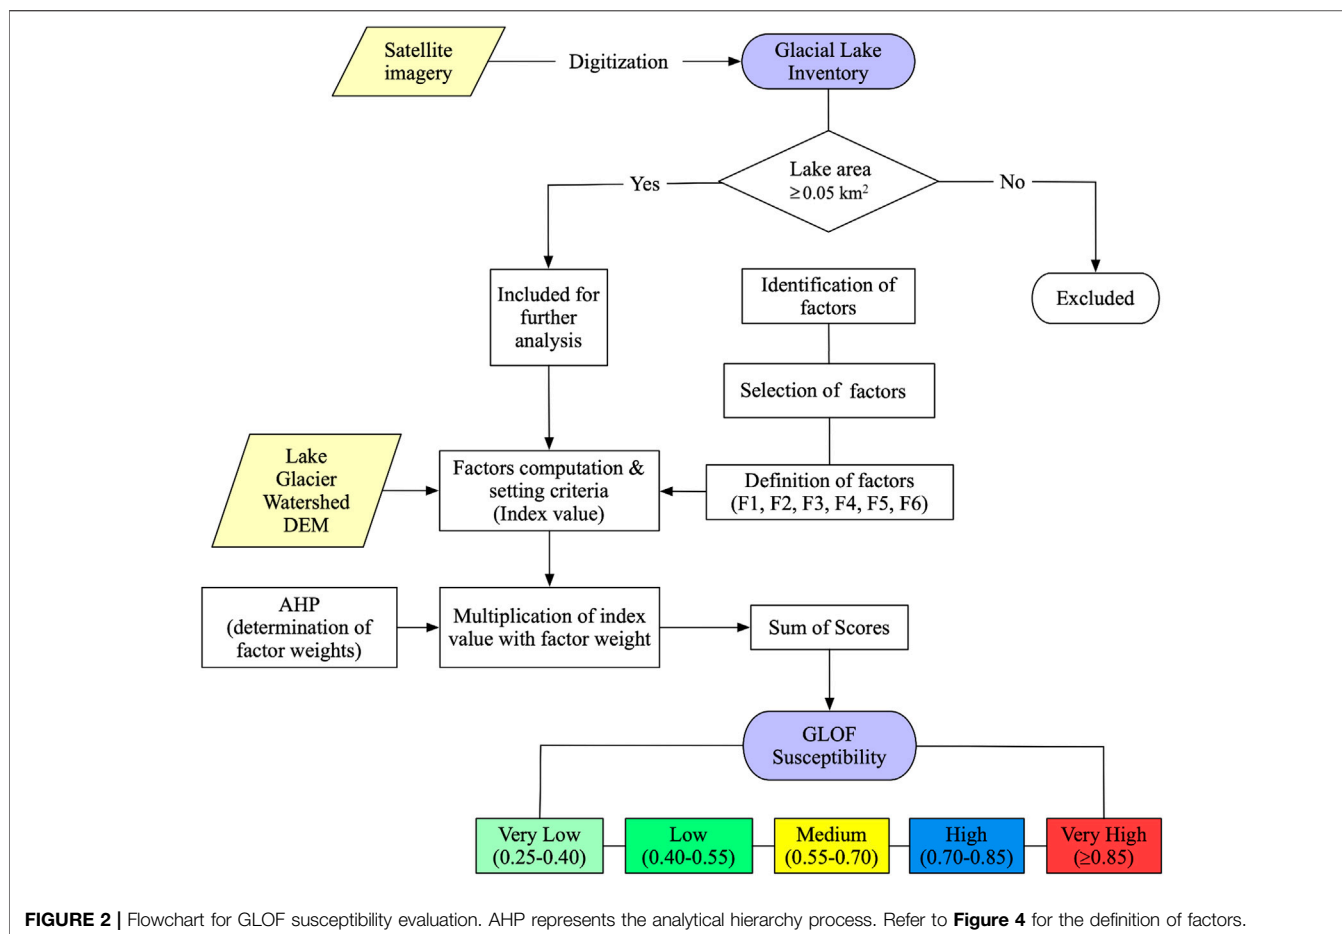 Satellite
imagery
Digitization
Glacial Lake
Inventory
Lake area
≥0.05 km²
Yes
No
Included for
further
analysis
Identification of
factors
Excluded
Selection of factors
Lake
Glacier
Watershed
DEM
Factors computation &
setting criteria
(Index value)
Definition of factors
(F1, F2, F3, F4, F5, F6)
AHP
(determination of
factor weights)
Multiplication of index
value with factor weight
Sum of Scores
GLOF
Susceptibility
Very Low
(0.25-0.40)
Low
(0.40-0.55)
Medium
(0.55-0.70)
High
(0.70-0.85)
Very High
(≥0.85)
FIGURE 2 | Flowchart for GLOF susceptibility evaluation. AHP represents the analytical hierarchy process. Refer to Figure 4 for the definition of factors.